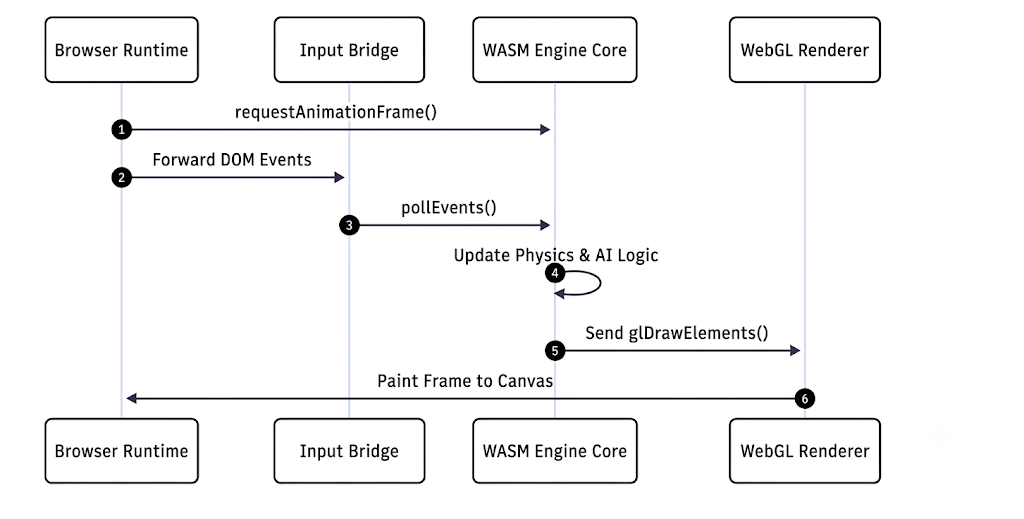 Browser Runtime
Input Bridge
WASM Engine Core
WebGL Renderer
requestAnimationFrame()
1
Forward DOM Events
2
pollEvents()
3
Update Physics & AI Logic
4
Send glDrawElements()
5
Paint Frame to Canvas
6
Browser Runtime
Input Bridge
WASM Engine Core
WebGL Renderer